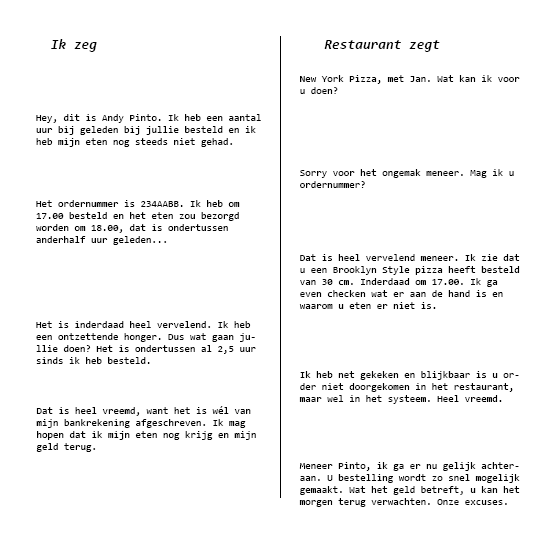 Ik zeg
Restaurant zegt
New York Pizza, met Jan. Wat kan ik voor
u doen?
Hey, dit is Andy Pinto. Ik heb een aantal
uur bij geleden bij jullie besteld en ik
heb mijn eten nog steeds niet gehad.
Sorry voor het ongemak meneer. Mag ik u
ordernummer?
Het ordernummer is 234AABB. Ik heb om
17.00 besteld en het eten zou bezorgd
worden om 18.00, dat is ondertussen
anderhalf uur geleden...
Dat is heel vervelend meneer. Ik zie dat
u een Brooklyn Style pizza heeft besteld
van 30 cm. Inderdaad om 17.00. Ik ga
even checken wat er aan de hand is en
waarom u eten er niet is.
Het is inderdaad heel vervelend. Ik heb
een ontzettende honger. Dus wat gaan ju-
llie doen? Het is ondertussen al 2,5 uur
sinds ik heb besteld.
Ik heb net gekeken en blijkbaar is u or-
der niet doorgekomen in het restaurant,
maar wel in het systeem. Heel vreemd.
Dat is heel vreemd, want het is wél van
mijn bankrekening afgeschreven. Ik mag
hopen dat ik mijn eten nog krijg en mijn
geld terug.
Meneer Pinto, ik ga er nu gelijk achter-
aan. U bestelling wordt zo snel mogelijk
gemaakt. Wat het geld betreft, u kan het
morgen terug verwachten. Onze excuses.